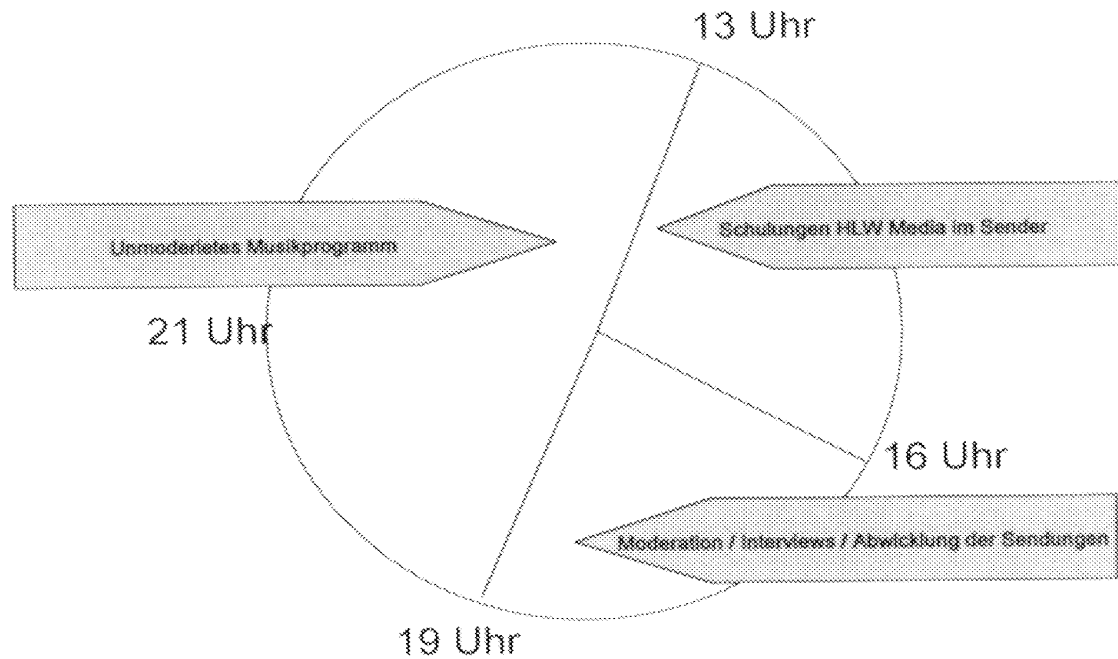 13 Uhr
Unmoderietes Musikprogramm
Schulungen HLW Media im Sender
21 Uhr
16 Uhr
Moderation / Interviews / Abwicklung der Sendungen
19 Uhr